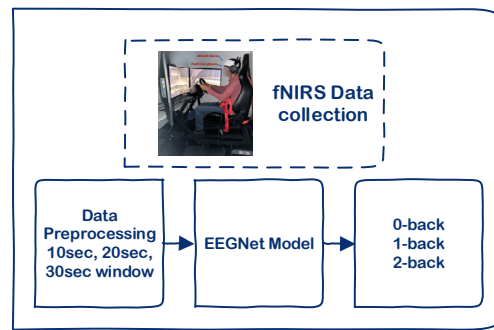 fNIRS Data
collection
Data
Preprocessing
10sec, 20sec,
30sec window
EEGNet Model
0-back
1-back
2-back